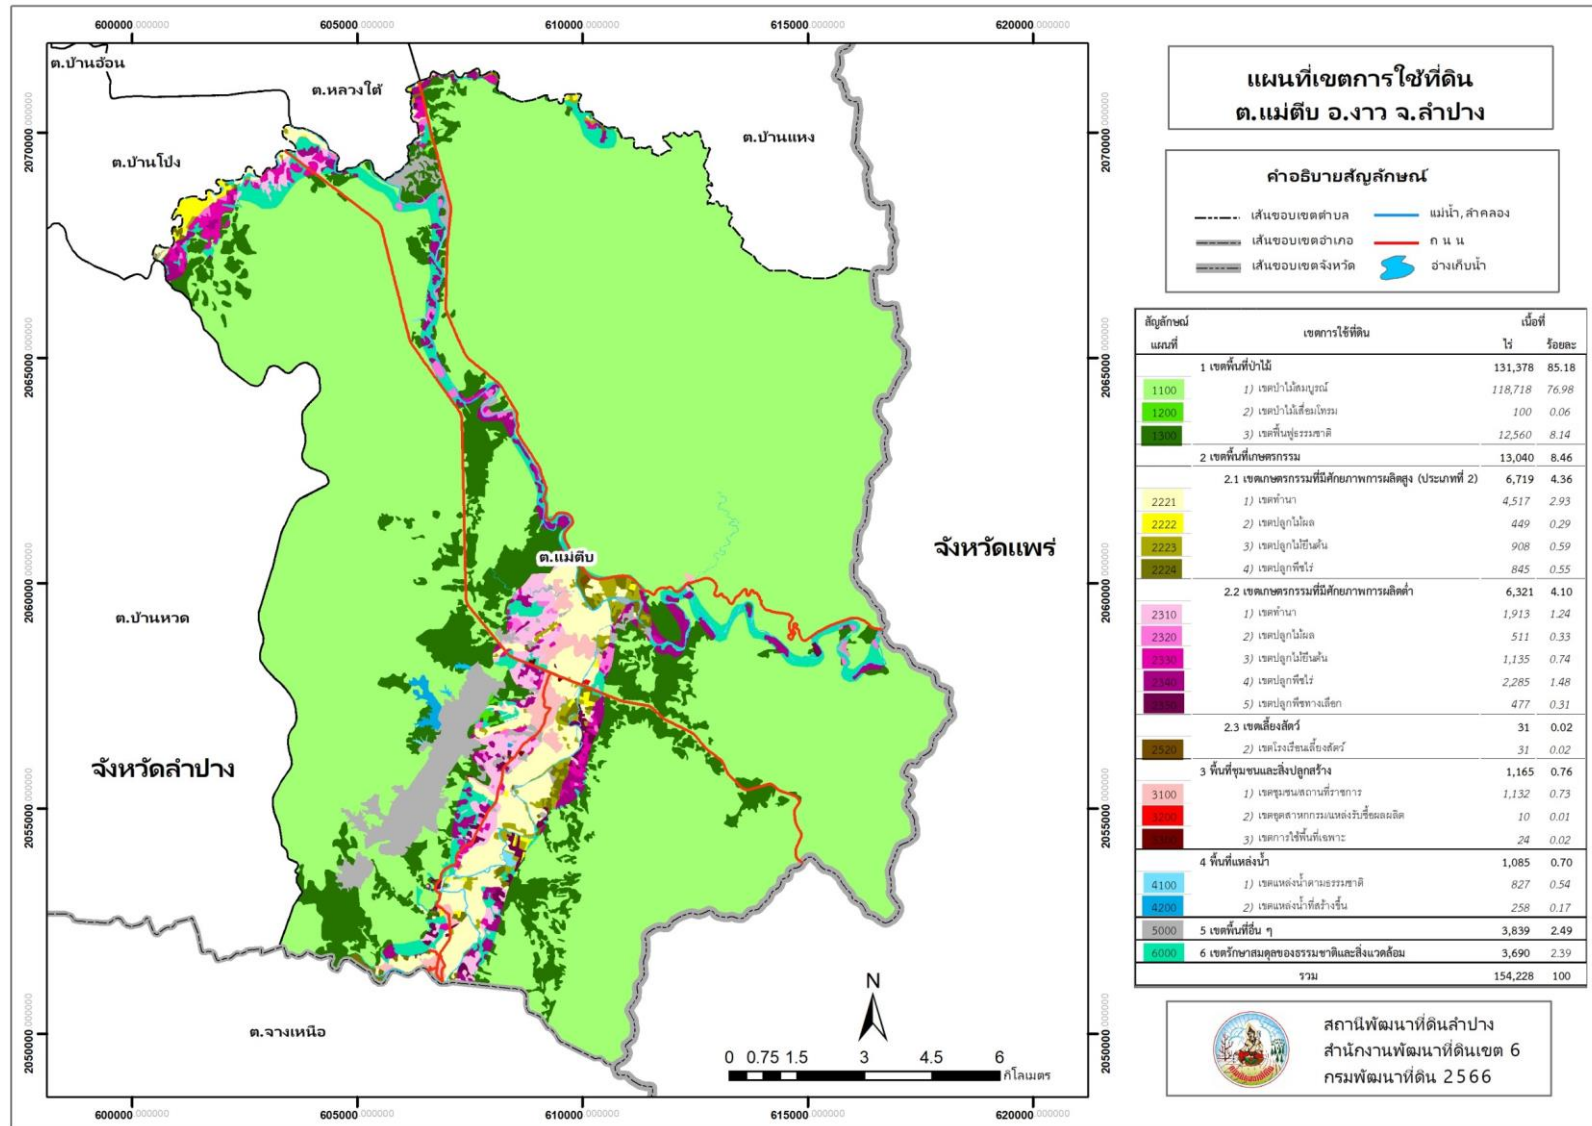 600000.000000 605000.000000 610000.000000 615000.000000 620000.000000
ต.บ้านอ้อน
ต.หลวงใต้
ต.บ้านแหง
ต.บ้านโป่ง
ต.แม่ตีบ
จังหวัดแพร่
ต.บ้านหวด
จังหวัดลำปาง
ต.จางเหนือ
N
0 0.75 1.5 3 4.5 6
กิโลเมตร
2070000.000000
2065000.000000
2060000.000000
2055000.000000
2050000.000000
2070000.000000
2065000.000000
2060000.000000
2055000.000000
2050000.000000
600000.000000 605000.000000 610000.000000 615000.000000 620000.000000
แผนที่เขตการใช้ที่ดิน
ต.แม่ตีบ อ.งาว จ.ลำปาง
คำอธิบายสัญลักษณ์
เส้นขอบเขตตำบล แม่น้ำ,ลำคลอง
เส้นขอบเขตอำเภอ ถ น น
เส้นขอบเขตจังหวัด อ่างเก็บน้ำ
สัญลักษณ์ เนื้อที่
แผนที่ เขตการใช้ที่ดิน ไร่ ร้อยละ
1 เขตพื้นที่ป่าไม้ 131,378 85.18
1100 1) เขตป่าไม้สมบูรณ์ 118,718 76.98
1200 2) เขตป่าไม้เสื่อมโทรม 100 0.06
1300 3) เขตฟื้นฟูธรรมชาติ 12,560 8.14
2 เขตพื้นที่เกษตรกรรม 13,040 8.46
2.1 เขตเกษตรกรรมที่มีศักยภาพการผลิตสูง (ประเภทที่ 2) 6,719 4.36
2221 1) เขตทำนา 4,517 2.93
2222 2) เขตปลูกไม้ผล 449 0.29
2223 3) เขตปลูกไม้ยืนต้น 908 0.59
2224 4) เขตปลูกพืชไร่ 845 0.55
2.2 เขตเกษตรกรรมที่มีศักยภาพการผลิตต่ำ 6,321 4.10
2310 1) เขตทำนา 1,913 1.24
2320 2) เขตปลูกไม้ผล 511 0.33
2330 3) เขตปลูกไม้ยืนต้น 1,135 0.74
2340 4) เขตปลูกพืชไร่ 2,285 1.48
2350 5) เขตปลูกพืชทางเลือก 477 0.31
2.3 เขตเลี้ยงสัตว์ 31 0.02
2520 2) เขตโรงเรือนเลี้ยงสัตว์ 31 0.02
3 พื้นที่ชุมชนและสิ่งปลูกสร้าง 1,165 0.76
3100 1) เขตชุมชน/สถานที่ราชการ 1,132 0.73
3200 2) เขตอุตสาหกรรม/แหล่งรับซื้อผลผลิต 10 0.01
3300 3) เขตการใช้พื้นที่เฉพาะ 24 0.02
4 พื้นที่แหล่งน้ำ 1,085 0.70
4100 1) เขตแหล่งน้ำตามธรรมชาติ 827 0.54
4200 2) เขตแหล่งน้ำที่สร้างขึ้น 258 0.17
5000 5 เขตพื้นที่อื่น ๆ 3,839 2.49
6000 6 เขตรักษาสมดุลของธรรมชาติและสิ่งแวดล้อม 3,690 2.39
รวม 154,228 100
สถานีพัฒนาที่ดินลำปาง
สำนักงานพัฒนาที่ดินเขต 6
กรมพัฒนาที่ดิน 2566